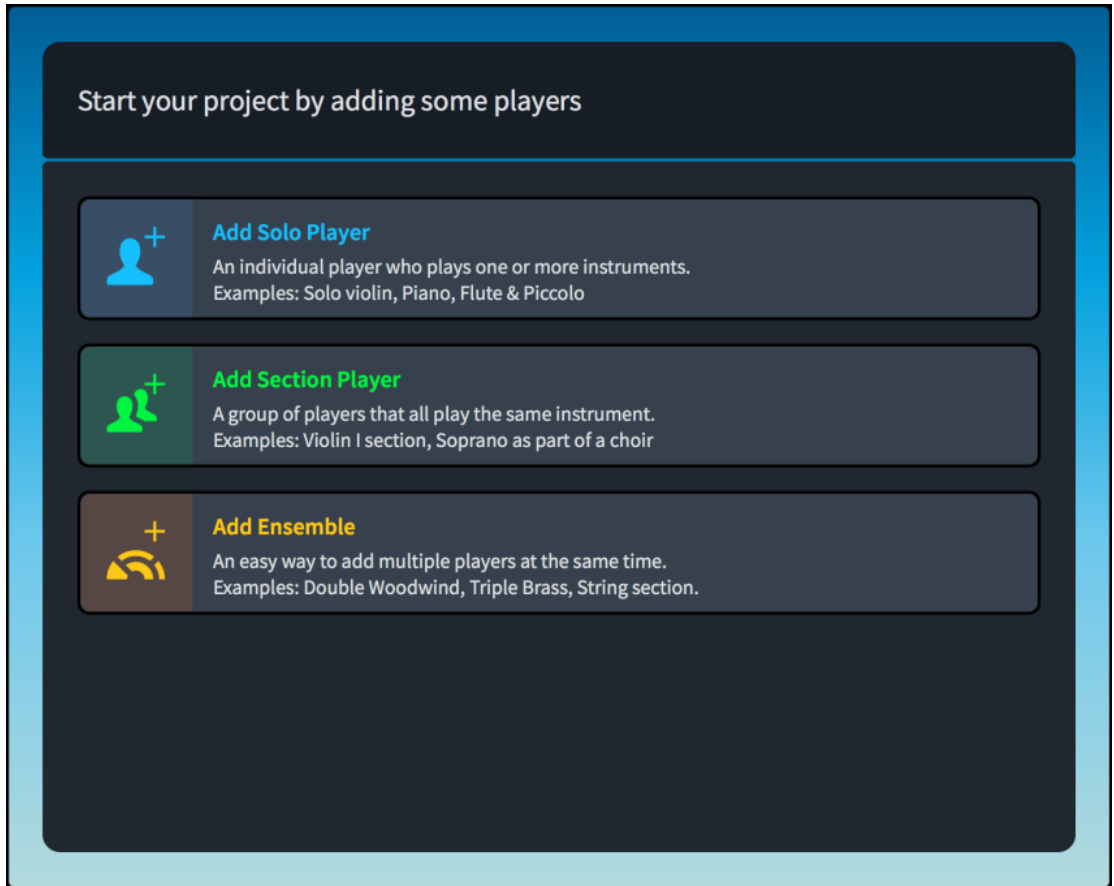 Start your project by adding some players
Add Solo Player
An individual player who plays one or more instruments.
Examples: Solo violin, Piano, Flute & Piccolo
Add Section Player
A group of players that all play the same instrument.
Examples: Violin I section, Soprano as part of a choir
Add Ensemble
An easy way to add multiple players at the same time.
Examples: Double Woodwind, Triple Brass, String section.